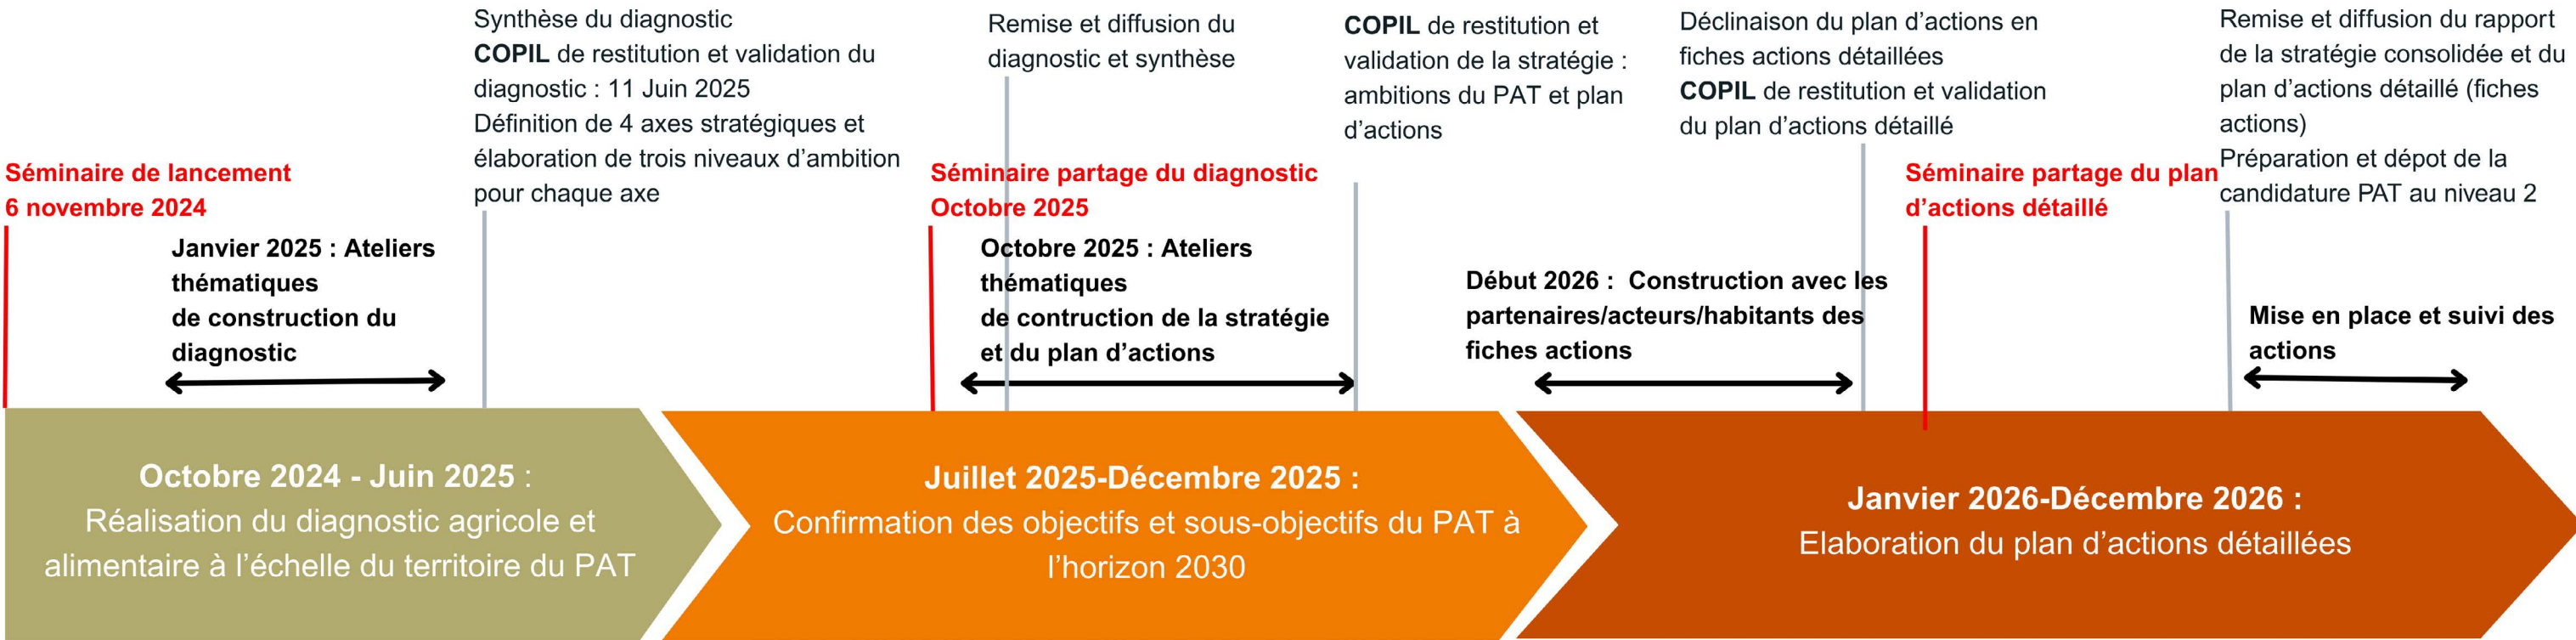 Synthèse du diagnostic
COPIL de restitution et validation du
diagnostic : 11 Juin 2025
Définition de 4 axes stratégiques et
élaboration de trois niveaux d’ambition
pour chaque axe
Remise et diffusion du
diagnostic et synthèse
COPIL de restitution et
validation de la stratégie :
ambitions du PAT et plan
d’actions
Déclinaison du plan d’actions en
fiches actions détaillées
COPIL de restitution et validation
du plan d’actions détaillé
Remise et diffusion du rapport
de la stratégie consolidée et du
plan d’actions détaillé (fiches
actions)
Préparation et dépot de la
candidature PAT au niveau 2
Séminaire de lancement
6 novembre 2024
Séminaire partage du diagnostic
Octobre 2025
Séminaire partage du plan
d’actions détaillé
Janvier 2025 : Ateliers
thématiques
de construction du
diagnostic
Octobre 2025 : Ateliers
thématiques
de contruction de la stratégie
et du plan d’actions
Début 2026 :  Construction avec les
partenaires/acteurs/habitants des
fiches actions
Mise en place et suivi des
actions
Octobre 2024 - Juin 2025 :
Réalisation du diagnostic agricole et
alimentaire à l’échelle du territoire du PAT
Juillet 2025-Décembre 2025 :
Confirmation des objectifs et sous-objectifs du PAT à
l’horizon 2030
Janvier 2026-Décembre 2026 :
Elaboration du plan d’actions détaillées